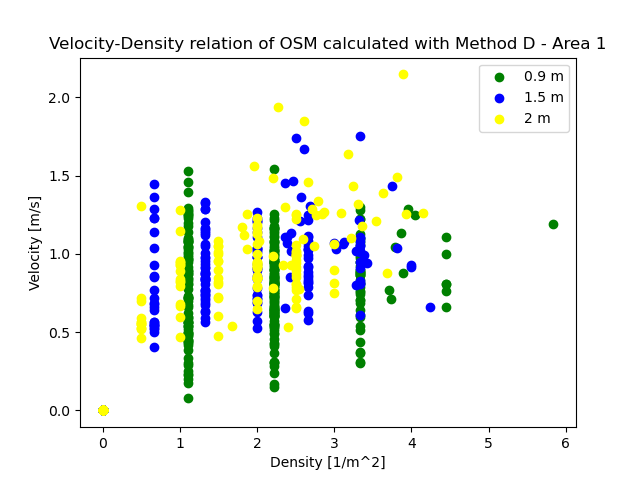 Velocity-Density relation of OSM calculated with Method D - Area 1
0.9 m
1.5 m
2 m
2.0
1.5
1.0
0.5
0.0
Velocity [m/s]
0 1 2 3 4 5 6
Density [1/m^2]